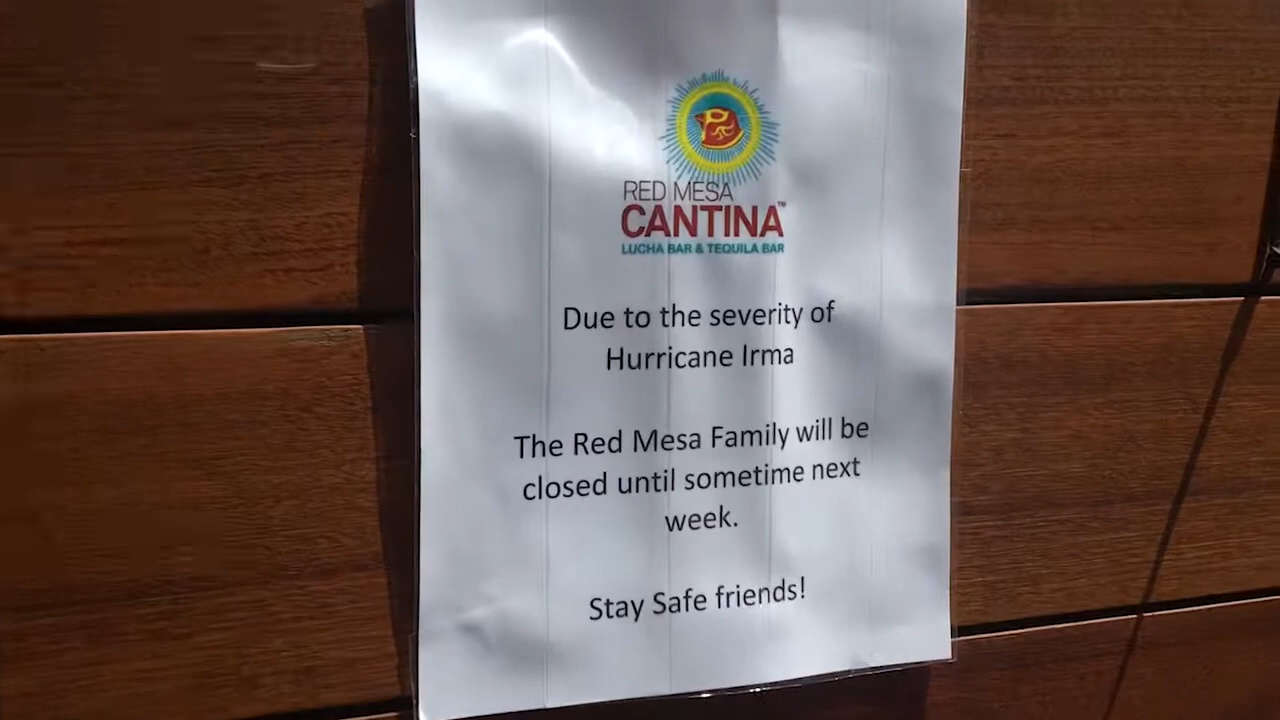 RED MESA
CANTINA™
LUCHA BAR & TEQUILA BAR
Due to the severity of
Hurricane Irma
The Red Mesa Family will be
closed until sometime next
week.
Stay Safe friends!